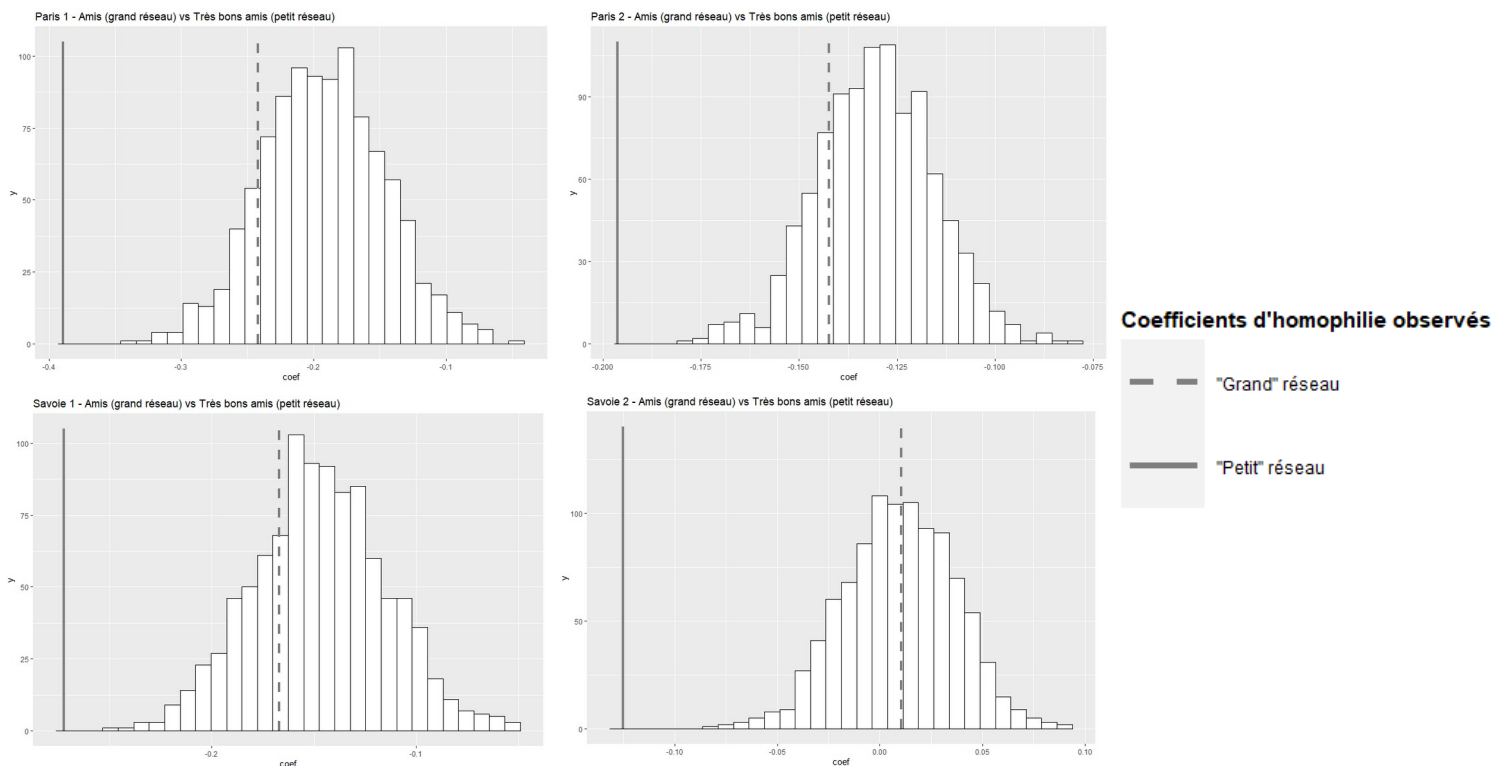 Paris 1 - Amis (grand réseau) vs Très bons amis (petit réseau)
100
75
50
25
0
y
-0.4
-0.3
-0.2
-0.1
coef
Paris 2 - Amis (grand réseau) vs Très bons amis (petit réseau)
90
60
30
0
y
-0.200
-0.175
-0.150
-0.125
-0.100
-0.075
coef
Savoie 1 - Amis (grand réseau) vs Très bons amis (petit réseau)
100
75
50
25
0
y
-0.2
-0.1
coef
Savoie 2 - Amis (grand réseau) vs Très bons amis (petit réseau)
100
50
0
y
-0.10
-0.05
0.00
0.05
0.10
coef
Coefficients d'homophilie observés
"Grand" réseau
"Petit" réseau